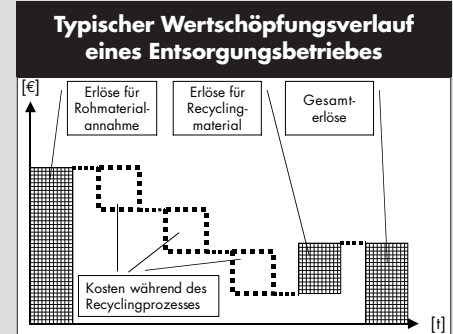 Typischer Wertschöpfungsverlauf
eines Entsorgungsbetriebes
[€]
Erlöse für
Rohmaterial-
annahme
Erlöse für
Recycling-
material
Gesamt-
erlöse
Kosten während des
Recyclingprozesses
[t]